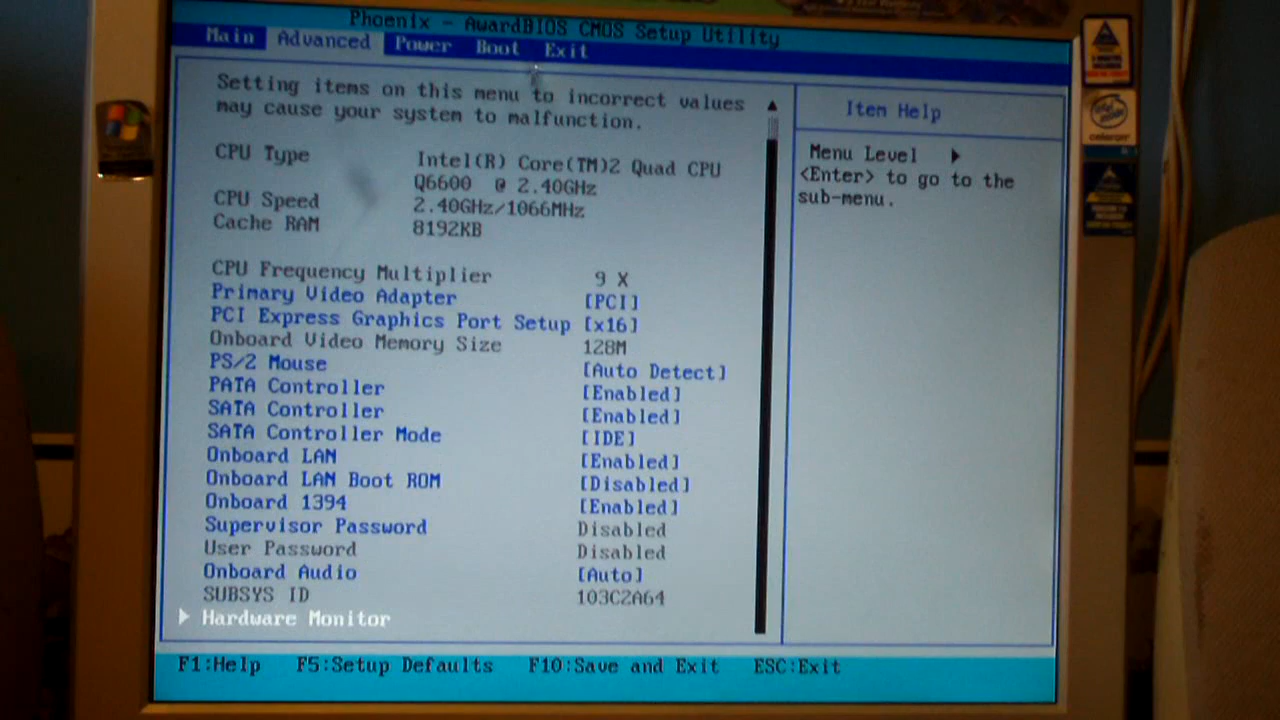 Phoenix - AwardBIOS CMOS Setup Utility
Main Advanced Power Boot Exit
Setting items on this menu to incorrect values
may cause your system to malfunction.
CPU Type Intel(R) Core(TM)2 Quad CPU
Q6600 @ 2.40GHz
CPU Speed 2.40GHz/1066MHz
Cache RAM 8192KB
CPU Frequency Multiplier 9 X
Primary Video Adapter [PCI]
PCI Express Graphics Port Setup [x16]
Onboard Video Memory Size 128M
PS/2 Mouse [Auto Detect]
PATA Controller [Enabled]
SATA Controller [Enabled]
SATA Controller Mode [IDE]
Onboard LAN [Enabled]
Onboard LAN Boot ROM [Disabled]
Onboard 1394 [Enabled]
Supervisor Password Disabled
User Password Disabled
Onboard Audio [Auto]
SUBSYS ID 103C2A64
Hardware Monitor
Item Help
Menu Level
<Enter> to go to the
sub-menu.
F1:Help F5:Setup Defaults F10:Save and Exit ESC:Exit
intel